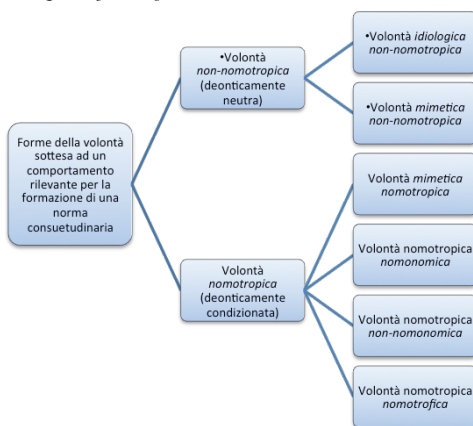 •Volontà
non-nomotropica
(deonticamente
neutra)
•Volontà idiologica
non-nomotropica
•Volontà mimetica
non-nomotropica
Forme della volontà
sottesa ad un
comportamento
rilevante per la
formazione di una
norma
consuetudinaria
Volontà
nomotropica
(deonticamente
condizionata)
Volontà mimetica
nomotropica
Volontà nomotropica
nomonomica
Volontà nomotropica
non-nomonomica
Volontà nomotropica
nomotrofica